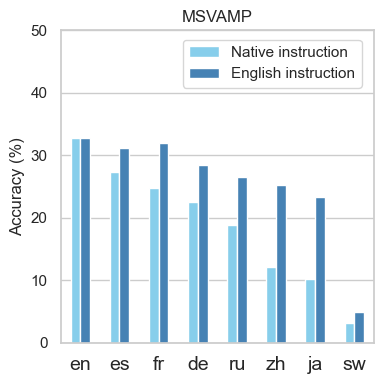 MSVAMP
50
Native instruction
English instruction
40
30
20
10
0
Accuracy (%)
en es fr de ru zh ja sw